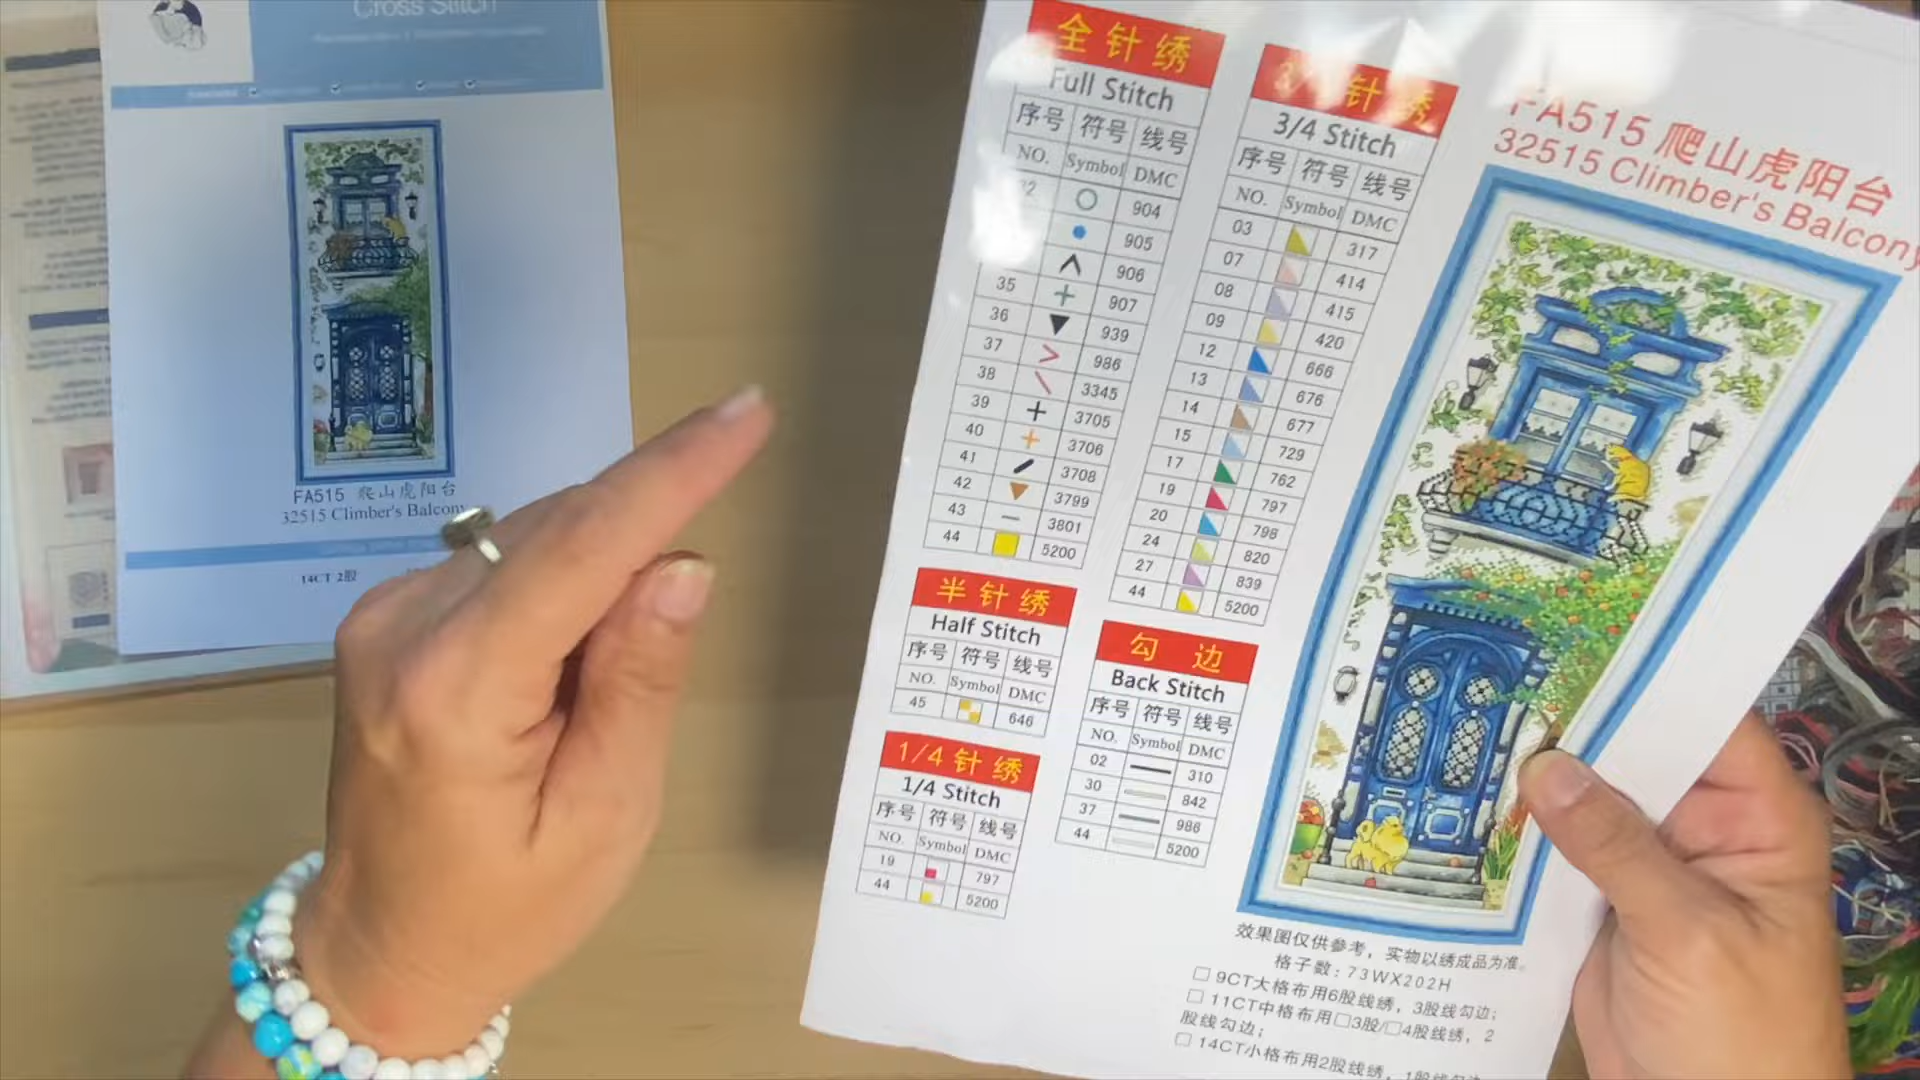 Cross Stitch
FA515 爬山虎阳台
32515 Climber's Balcony
14CT 2股
全针绣
Full Stitch
序号 符号 线号
NO. Symbol DMC
904
905
906
35 907
36 939
37 986
38 3345
39 3705
40 3706
41 3708
42 3799
43 3801
44 5200
半针绣
Half Stitch
序号 符号 线号
NO. Symbol DMC
45 646
1/4针绣
1/4 Stitch
序号 符号 线号
NO. Symbol DMC
19 797
44 5200
3/4针绣
3/4 Stitch
序号 符号 线号
NO. Symbol DMC
03 317
07 414
08 415
09 420
12 666
13 676
14 677
15 729
17 762
19 797
20 798
24 820
27 839
44 5200
勾边
Back Stitch
序号 符号 线号
NO. Symbol DMC
02 310
30 842
37 986
44 5200
FA515 爬山虎阳台
32515 Climber's Balcony
效果图仅供参考，实物以绣成品为准。
格子数：73WX202H
□ 9CT大格布用6股线绣，3股线勾边；
□ 11CT中格布用□3股/□4股线绣，2
股线勾边；
□ 14CT小格布用2股线绣，1股线勾边